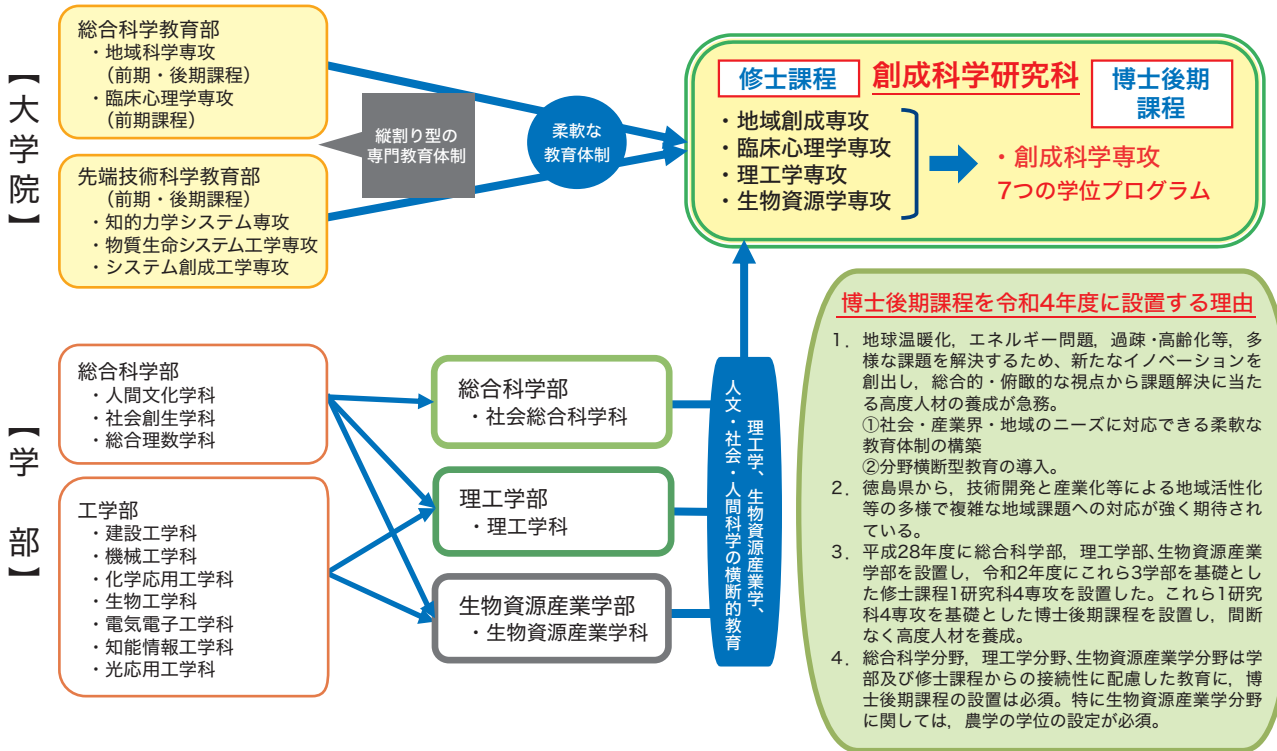 【大学院】
総合科学教育部
・地域科学専攻
(前期・後期課程)
・臨床心理学専攻
(前期課程)
先端技術科学教育部
(前期・後期課程)
・知的力学システム専攻
・物質生命システム工学専攻
・システム創成工学専攻
縦割り型の
専門教育体制
柔軟な
教育体制
修士課程
創成科学研究科
博士後期
課程
・地域創成専攻
・臨床心理学専攻
・理工学専攻
・生物資源学専攻
・創成科学専攻
7つの学位プログラム
【学 部】
総合科学部
・人間文化学科
・社会創生学科
・総合理数学科
工学部
・建設工学科
・機械工学科
・化学応用工学科
・生物工学科
・電気電子工学科
・知能情報工学科
・光応用工学科
総合科学部
・社会総合科学科
理工学部
・理工学科
生物資源産業学部
・生物資源産業学科
理工学、生物資源産業学、
人文・社会・人間科学の横断的教育
博士後期課程を令和4年度に設置する理由
1．地球温暖化，エネルギー問題，過疎・高齢化等，多
様な課題を解決するため、新たなイノベーションを
創出し，総合的・俯瞰的な視点から課題解決に当た
る高度人材の養成が急務。
①社会・産業界・地域のニーズに対応できる柔軟な
教育体制の構築
②分野横断型教育の導入。
2．徳島県から，技術開発と産業化等による地域活性化
等の多様で複雑な地域課題への対応が強く期待され
ている。
3．平成28年度に総合科学部，理工学部、生物資源産業
学部を設置し，令和2年度にこれら3学部を基礎とし
た修士課程1研究科4専攻を設置した。これら1研究
科4専攻を基礎とした博士後期課程を設置し，間断
なく高度人材を養成。
4．総合科学分野，理工学分野、生物資源産業学分野は学
部及び修士課程からの接続性に配慮した教育に，博
士後期課程の設置は必須。特に生物資源産業学分野
に関しては，農学の学位の設定が必須。